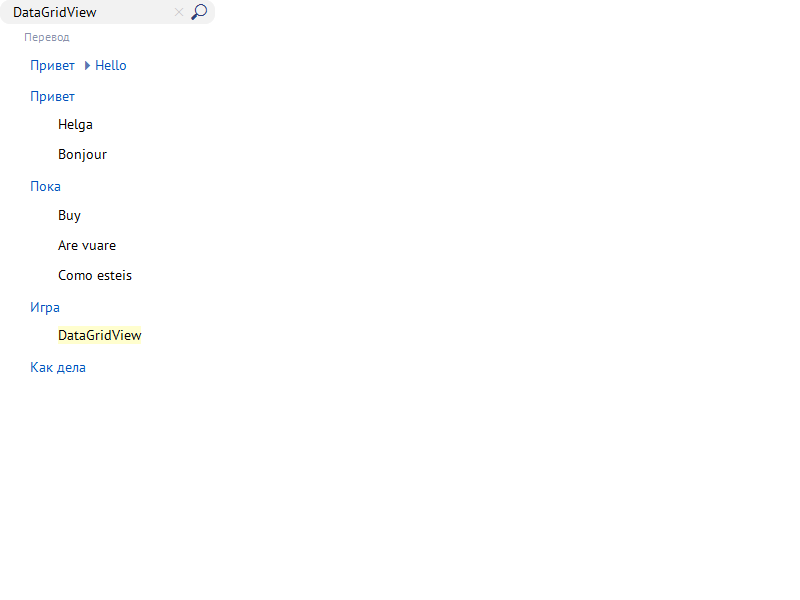 DataGridView
Перевод
Привет Hello
Привет
Helga
Bonjour
Пока
Buy
Are vuare
Como esteis
Игра
DataGridView
Как дела